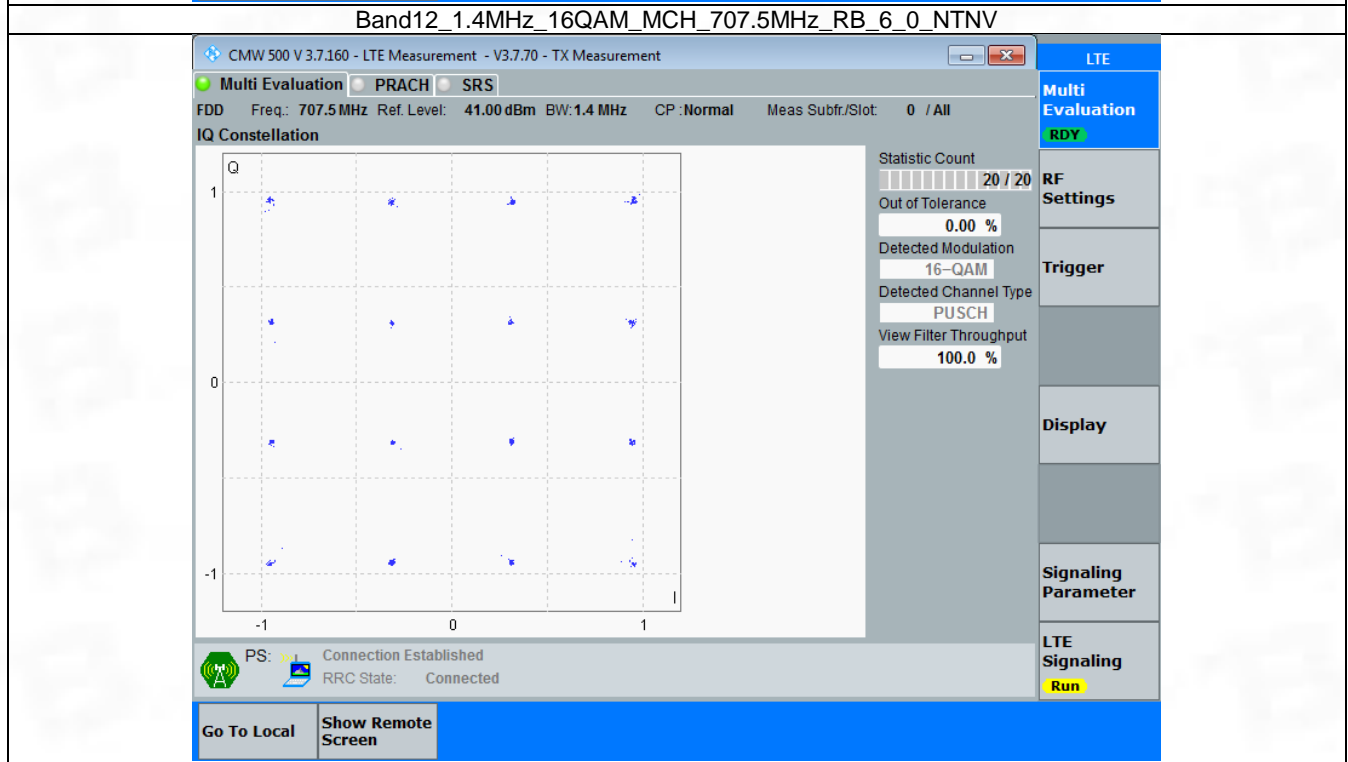 Band12_1.4MHz_16QAM_MCH_707.5MHz_RB_6_0_NTNV
CMW 500 V 3.7.160 - LTE Measurement - V3.7.70 - TX Measurement
LTE
Multi Evaluation PRACH SRS
Multi
Evaluation
RDY
FDD Freq.: 707.5 MHz Ref. Level: 41.00 dBm BW: 1.4 MHz CP : Normal Meas Subfr./Slot: 0 / All
IQ Constellation
Q
1
0
-1
I
-1 0 1
Statistic Count
20 / 20
Out of Tolerance
0.00 %
Detected Modulation
16-QAM
Detected Channel Type
PUSCH
View Filter Throughput
100.0 %
RF
Settings
Trigger
Display
Signaling
Parameter
LTE
Signaling
Run
PS: Connection Established
RRC State: Connected
Go To Local
Show Remote
Screen